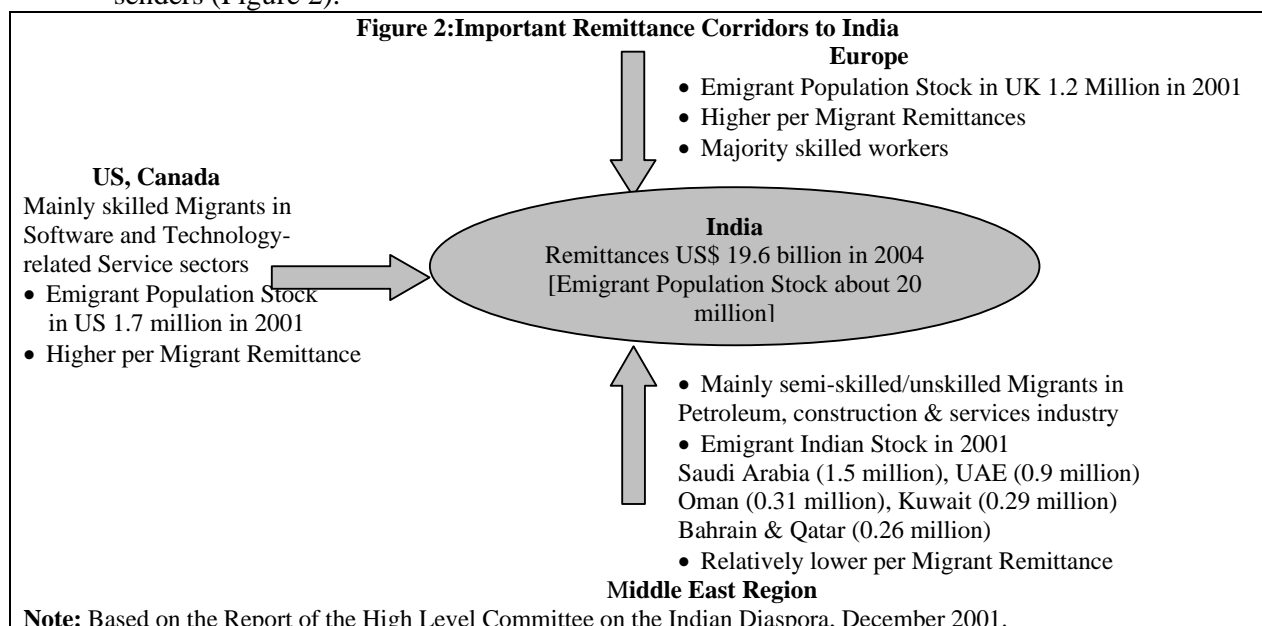 senders (Figure 2).
Figure 2:Important Remittance Corridors to India
Europe
• Emigrant Population Stock in UK 1.2 Million in 2001
• Higher per Migrant Remittances
• Majority skilled workers
US, Canada
Mainly skilled Migrants in
Software and Technology-
related Service sectors
• Emigrant Population Stock
in US 1.7 million in 2001
• Higher per Migrant Remittance
India
Remittances US$ 19.6 billion in 2004
[Emigrant Population Stock about 20
million]
• Mainly semi-skilled/unskilled Migrants in
Petroleum, construction & services industry
• Emigrant Indian Stock in 2001
Saudi Arabia (1.5 million), UAE (0.9 million)
Oman (0.31 million), Kuwait (0.29 million)
Bahrain & Qatar (0.26 million)
• Relatively lower per Migrant Remittance
Middle East Region
Note: Based on the Report of the High Level Committee on the Indian Diaspora, December 2001.